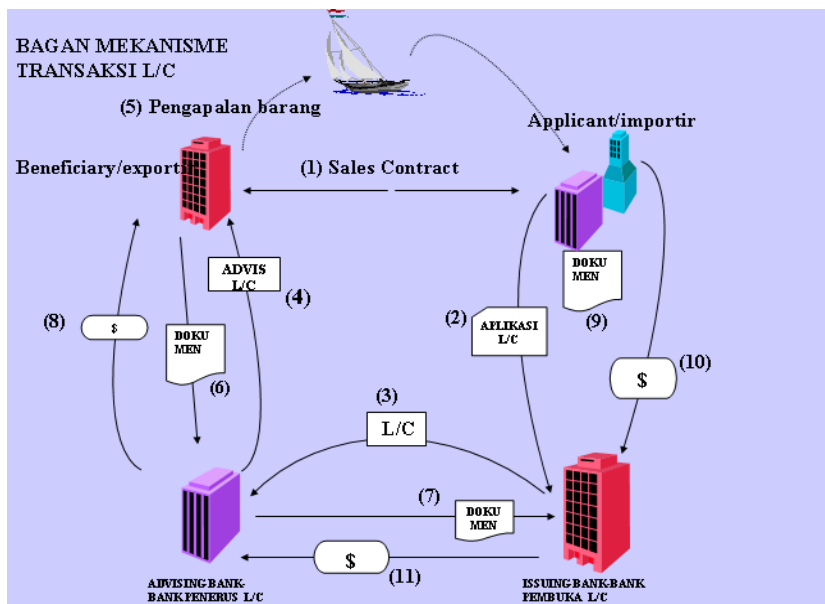 BAGAN MEKANISME
TRANSAKSI L/C
(5) Pengapalan barang
Applicant/importir
Beneficiary/exportir
(1) Sales Contract
ADVIS
L/C
(4)
DOKU
MEN
(9)
(8)
$
(2)
APLIKASI
L/C
DOKU
MEN
(6)
(10)
$
(3)
L/C
(7)
DOKU
MEN
$
(11)
ADVISING BANK-
BANK PENERUS L/C
ISSUING BANK-BANK
PEMBUKA L/C